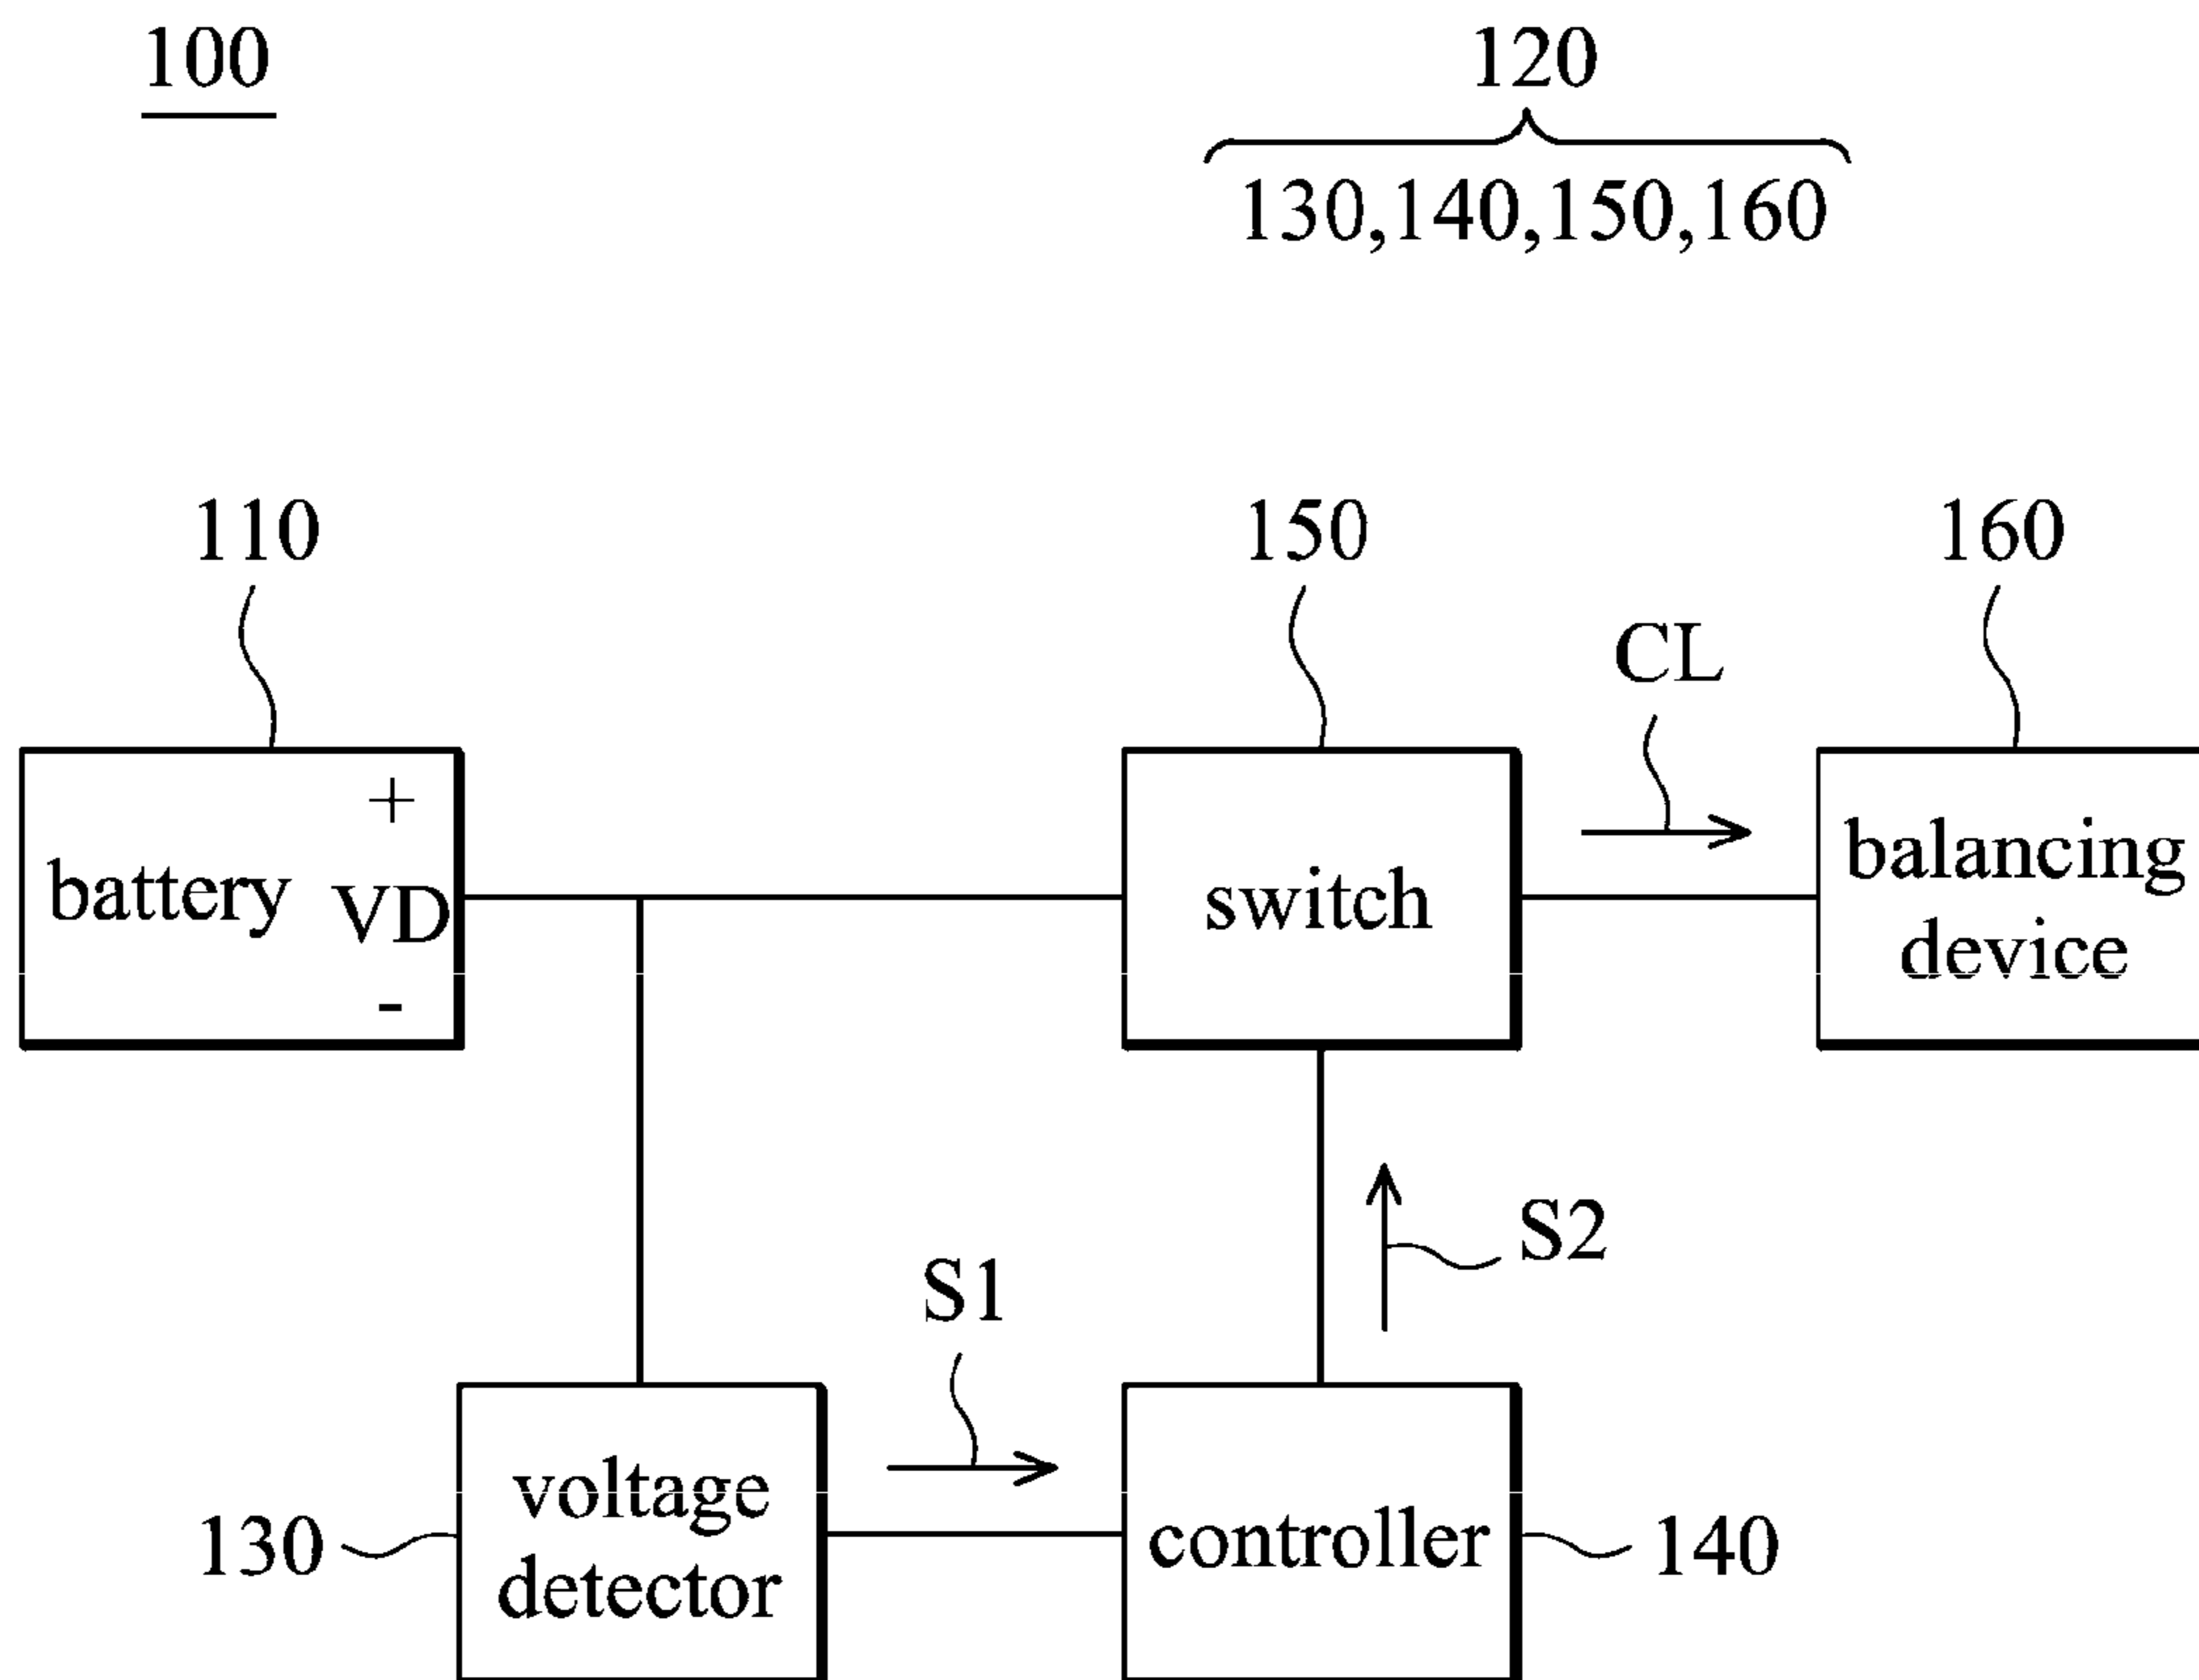 100
120
130,140,150,160
110
150
160
CL
+
battery
VD
-
switch
balancing
device
S2
S1
130
voltage
detector
controller
140